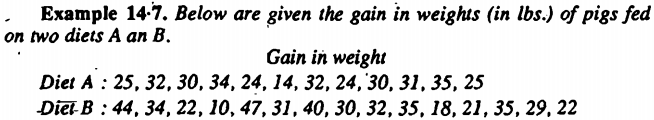 Example 14·7. Below are given the gain in weights (in lbs.) of pigs fed
on two diets A an B.
Gain in weight
Diet A : 25, 32, 30, 34, 24, 14, 32, 24, 30, 31, 35, 25
Diet B : 44, 34, 22, 10, 47, 31, 40, 30, 32, 35, 18, 21, 35, 29, 22